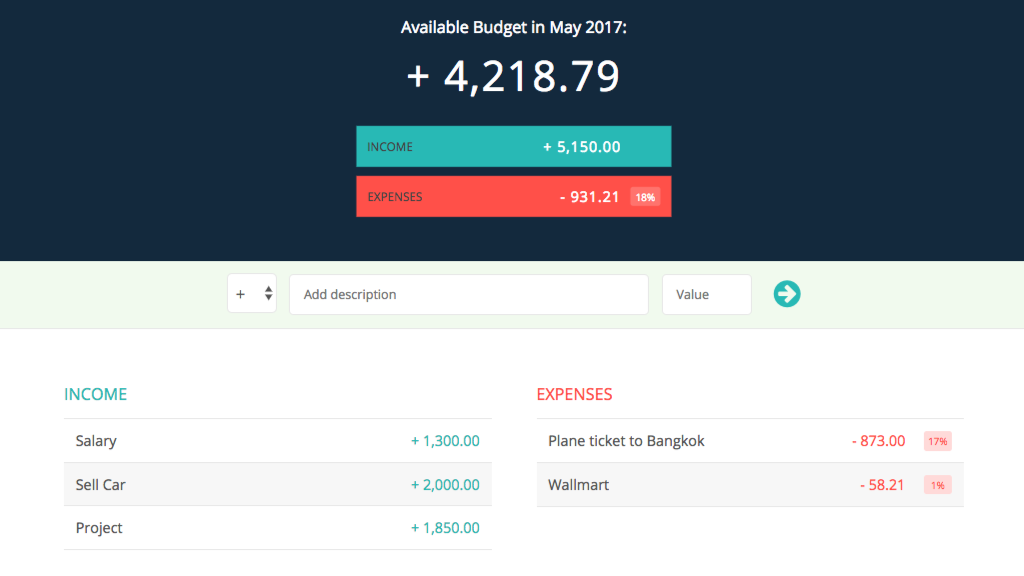 Available Budget in May 2017:
+ 4,218.79
INCOME + 5,150.00
EXPENSES - 931.21 18%
+ Add description Value
INCOME
Salary + 1,300.00
Sell Car + 2,000.00
Project + 1,850.00
EXPENSES
Plane ticket to Bangkok - 873.00 17%
Wallmart - 58.21 1%